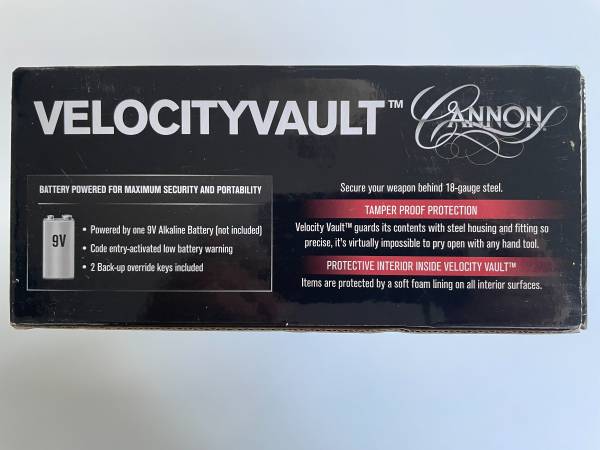 VELOCITYVAULT™ CANNON®
BATTERY POWERED FOR MAXIMUM SECURITY AND PORTABILITY
9V
• Powered by one 9V Alkaline Battery (not included)
• Code entry-activated low battery warning
• 2 Back-up override keys included
Secure your weapon behind 18-gauge steel.
TAMPER PROOF PROTECTION
Velocity Vault™ guards its contents with steel housing and fitting so
precise, it's virtually impossible to pry open with any hand tool.
PROTECTIVE INTERIOR INSIDE VELOCITY VAULT™
Items are protected by a soft foam lining on all interior surfaces.